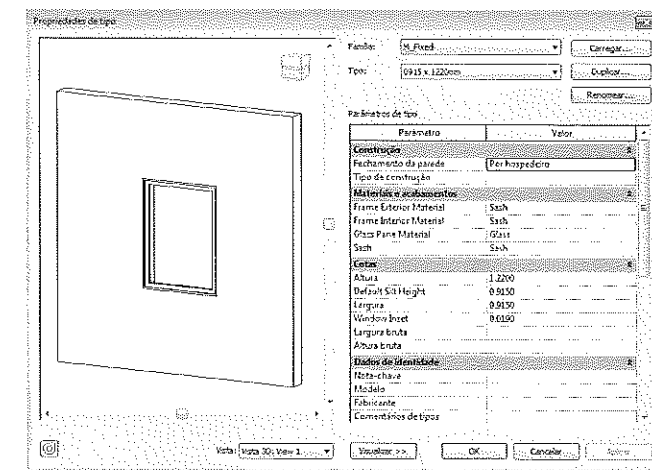 Propriedades de tipo
Família: M_Fixed Carregar...
Tipo: 0915 x 1220mm Duplicar...
Renomear...
Parâmetros de tipo
Parâmetro Valor
Construção
Fechamento da parede Por hospedeiro
Tipo de construção
Materiais e acabamentos
Frame Exterior Material Sash
Frame Interior Material Sash
Glass Pane Material Glass
Sash Sash
Cotas
Altura 1.2200
Default Sill Height 0.9150
Largura 0.9150
Window Inset 0.0190
Largura bruta
Altura bruta
Dados de identidade
Nota-chave
Modelo
Fabricante
Comentários de tipos
Vista: Vista 3D: View 1 Visualizar >> OK Cancelar Aplicar